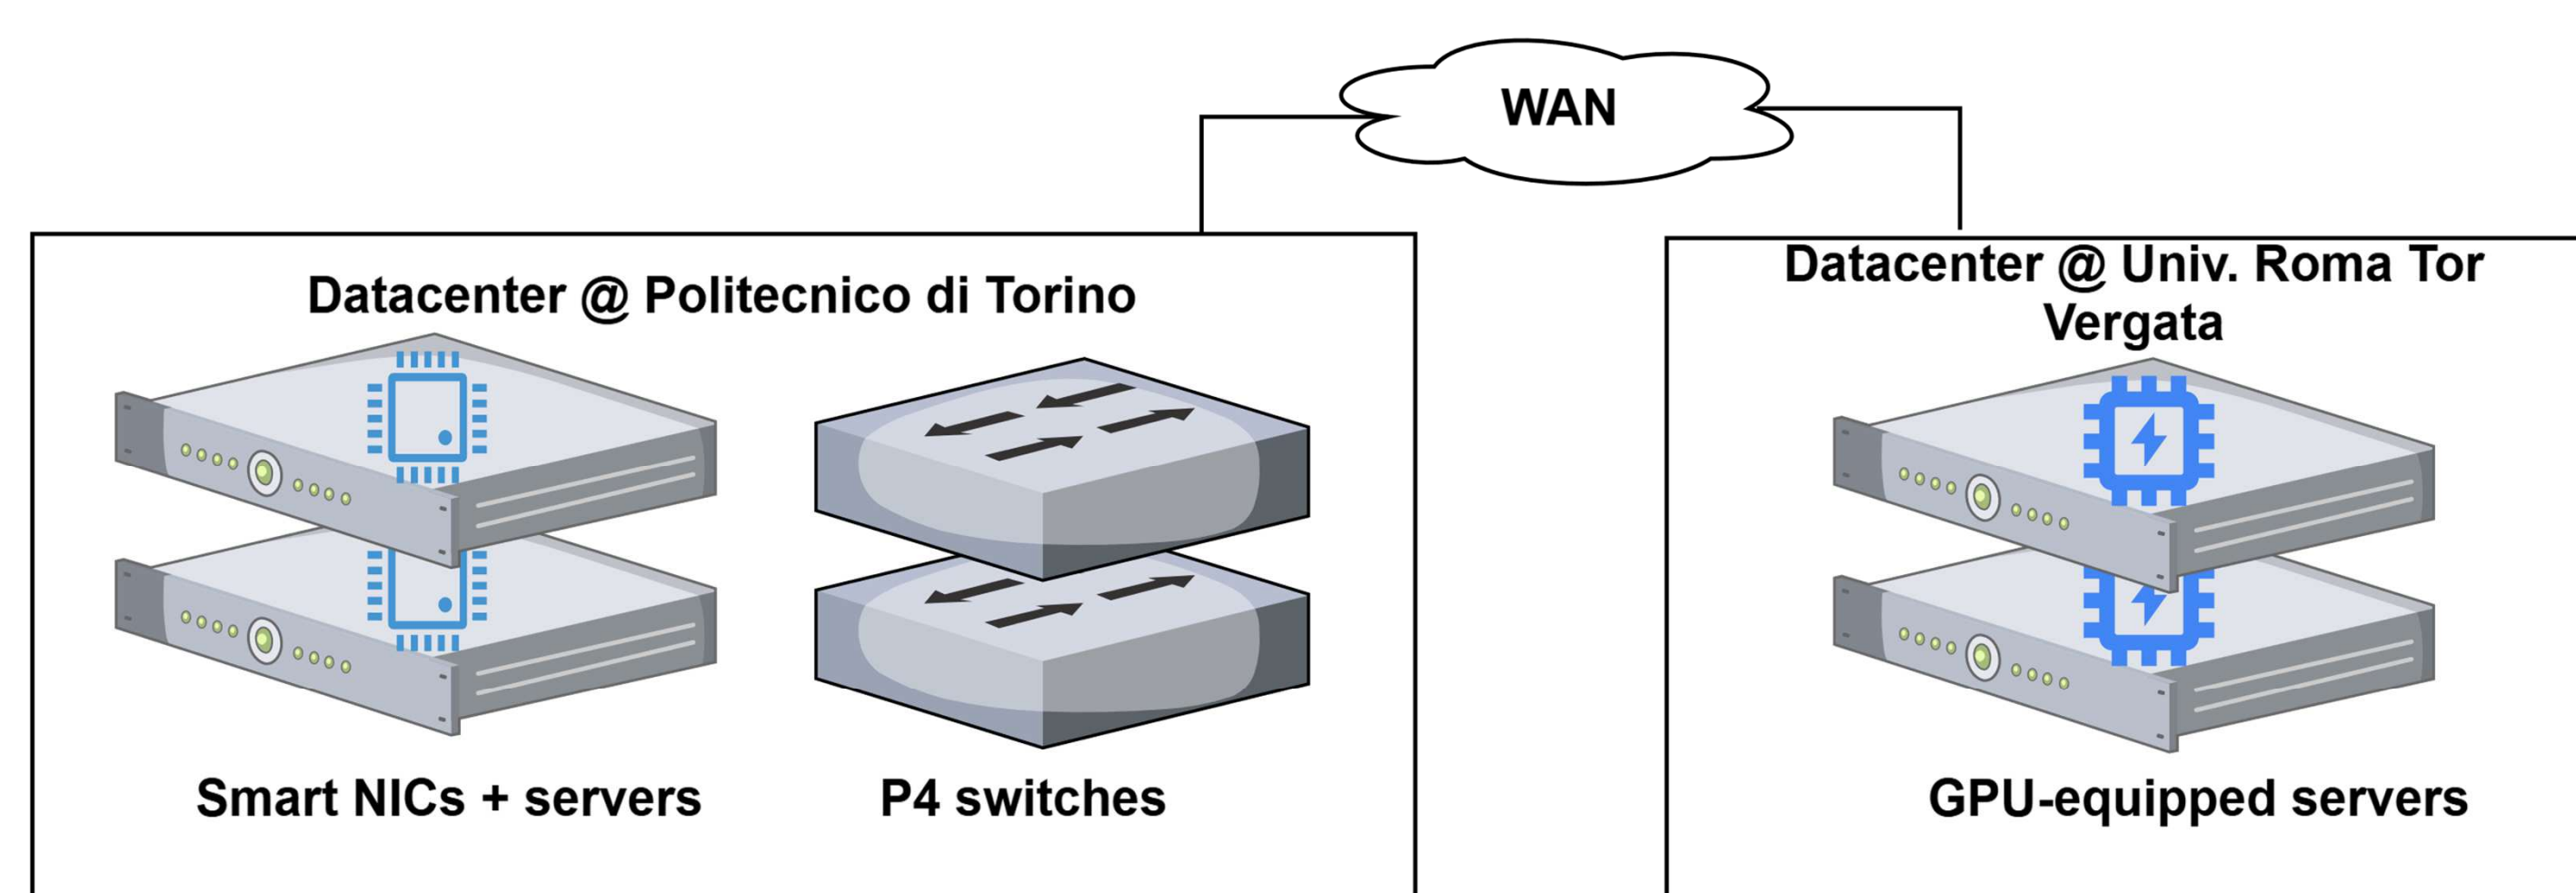 WAN
Datacenter @ Politecnico di Torino
Datacenter @ Univ. Roma Tor
Vergata
Smart NICs + servers
P4 switches
GPU-equipped servers